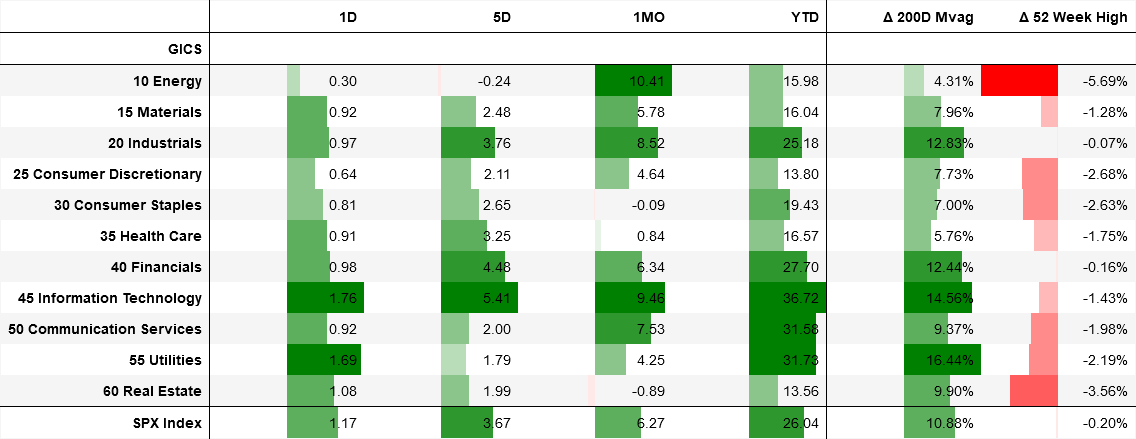 1D 5D 1MO YTD Δ 200D Mvag Δ 52 Week High
GICS
10 Energy 0.30 -0.24 10.41 15.98 4.31% -5.69%
15 Materials 0.92 2.48 5.78 16.04 7.96% -1.28%
20 Industrials 0.97 3.76 8.52 25.18 12.83% -0.07%
25 Consumer Discretionary 0.64 2.11 4.64 13.80 7.73% -2.68%
30 Consumer Staples 0.81 2.65 -0.09 19.43 7.00% -2.63%
35 Health Care 0.91 3.25 0.84 16.57 5.76% -1.75%
40 Financials 0.98 4.48 6.34 27.70 12.44% -0.16%
45 Information Technology 1.76 5.41 9.46 36.72 14.56% -1.43%
50 Communication Services 0.92 2.00 7.53 31.58 9.37% -1.98%
55 Utilities 1.69 1.79 4.25 31.73 16.44% -2.19%
60 Real Estate 1.08 1.99 -0.89 13.56 9.90% -3.56%
SPX Index 1.17 3.67 6.27 26.04 10.88% -0.20%